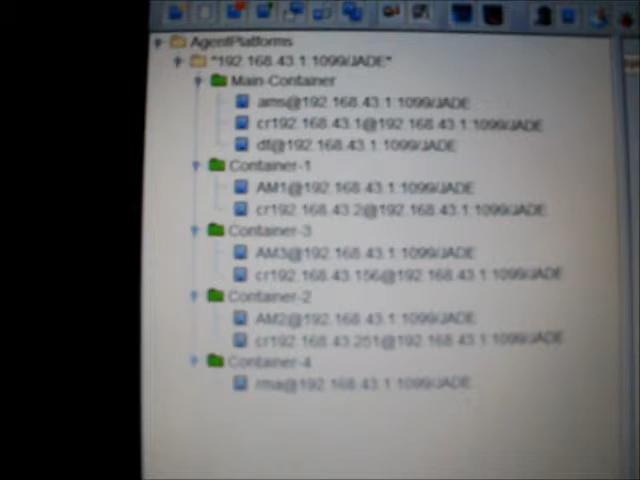 AgentPlatforms
"192.168.43.1:1099/JADE"
Main-Container
ams@192.168.43.1:1099/JADE
cr192.168.43.1@192.168.43.1:1099/JADE
df@192.168.43.1:1099/JADE
Container-1
AM1@192.168.43.1:1099/JADE
cr192.168.43.2@192.168.43.1:1099/JADE
Container-3
AM3@192.168.43.1:1099/JADE
cr192.168.43.156@192.168.43.1:1099/JADE
Container-2
AM2@192.168.43.1:1099/JADE
cr192.168.43.251@192.168.43.1:1099/JADE
Container-4
rma@192.168.43.1:1099/JADE